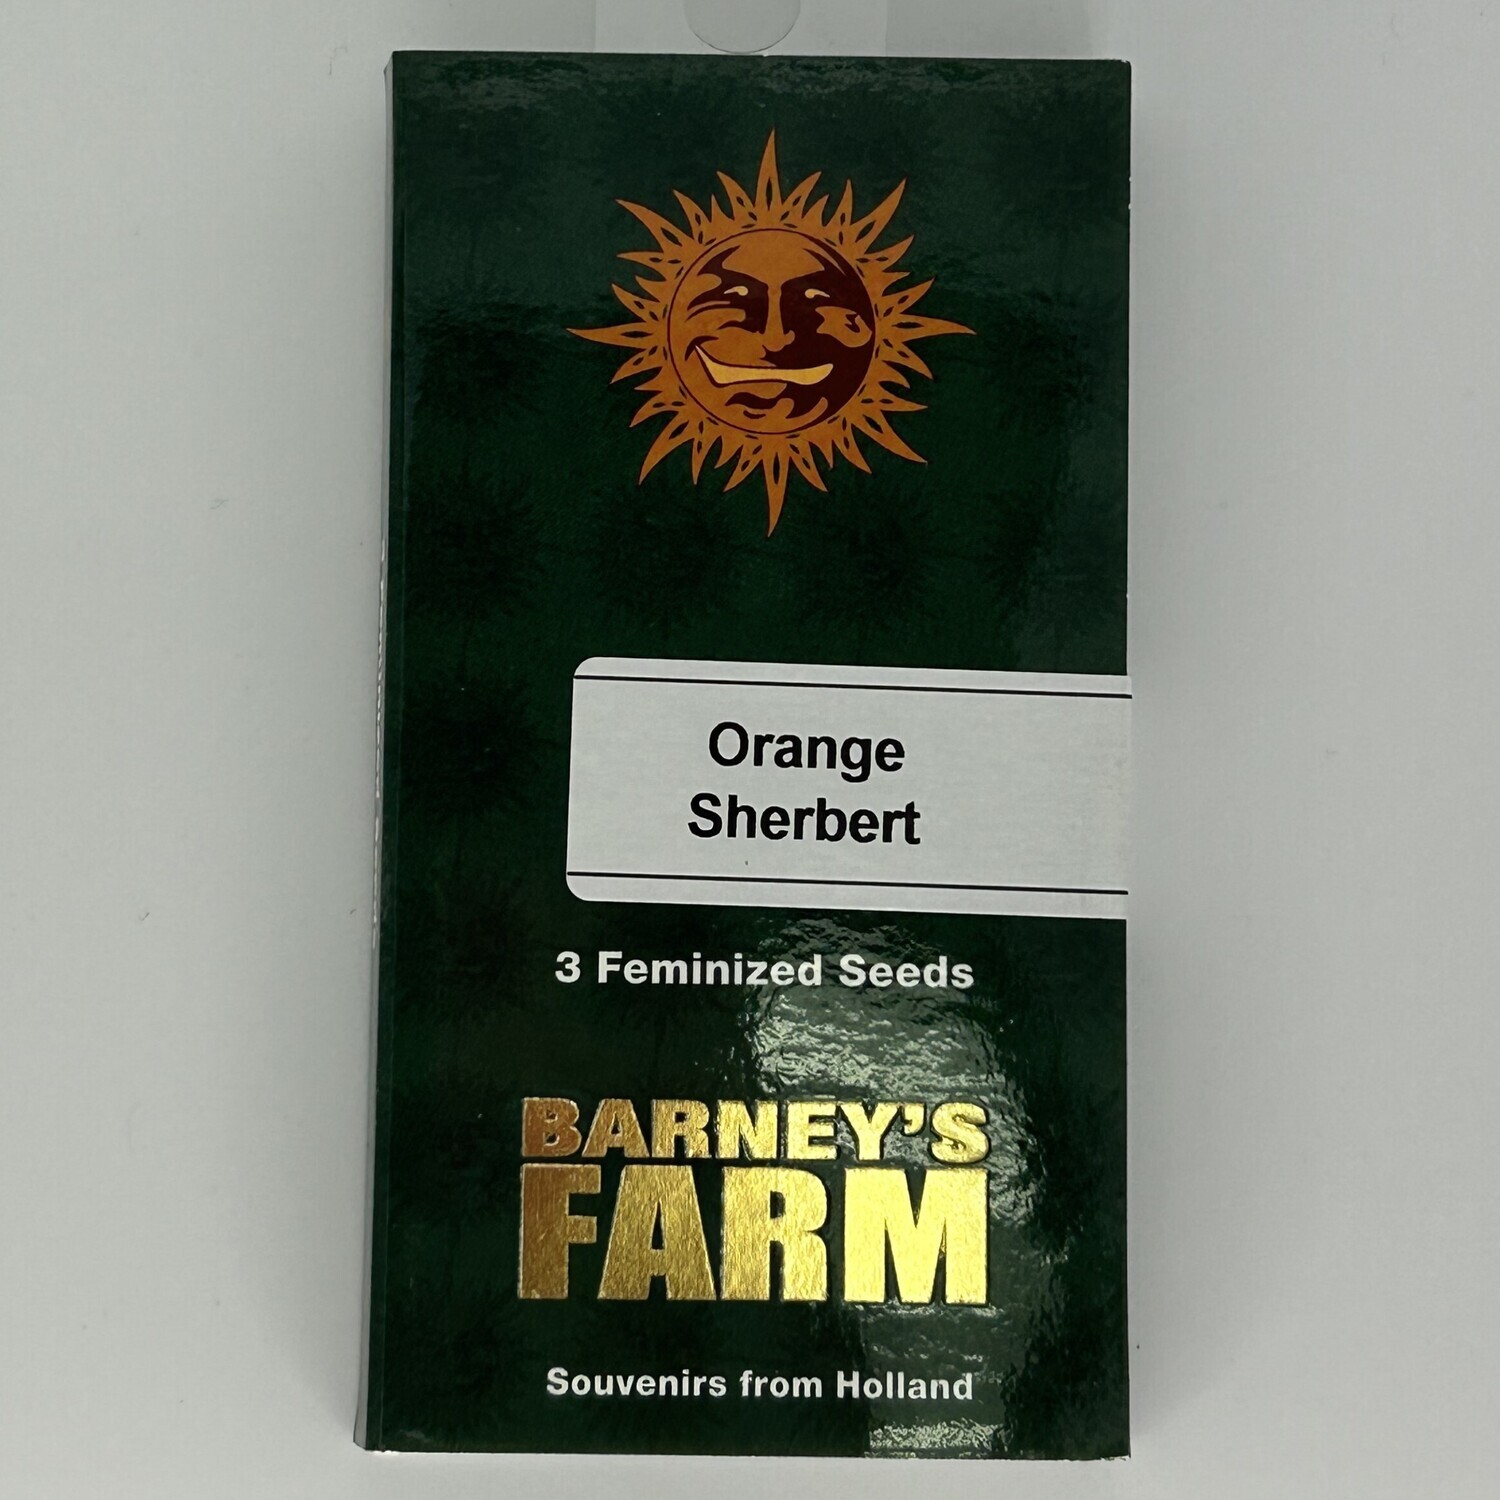 Orange
Sherbert
3 Feminized Seeds
BARNEY'S
FARM
Souvenirs from Holland